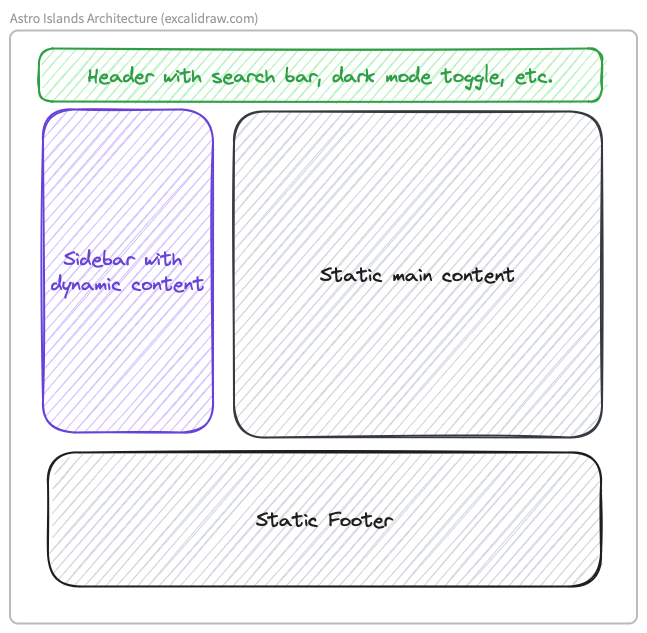 Astro Islands Architecture (excalidraw.com)
Header with search bar, dark mode toggle, etc.
Sidebar with
dynamic content
Static main content
Static Footer